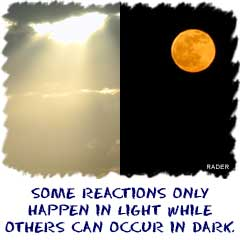 RADER
SOME REACTIONS ONLY
HAPPEN IN LIGHT WHILE
OTHERS CAN OCCUR IN DARK.